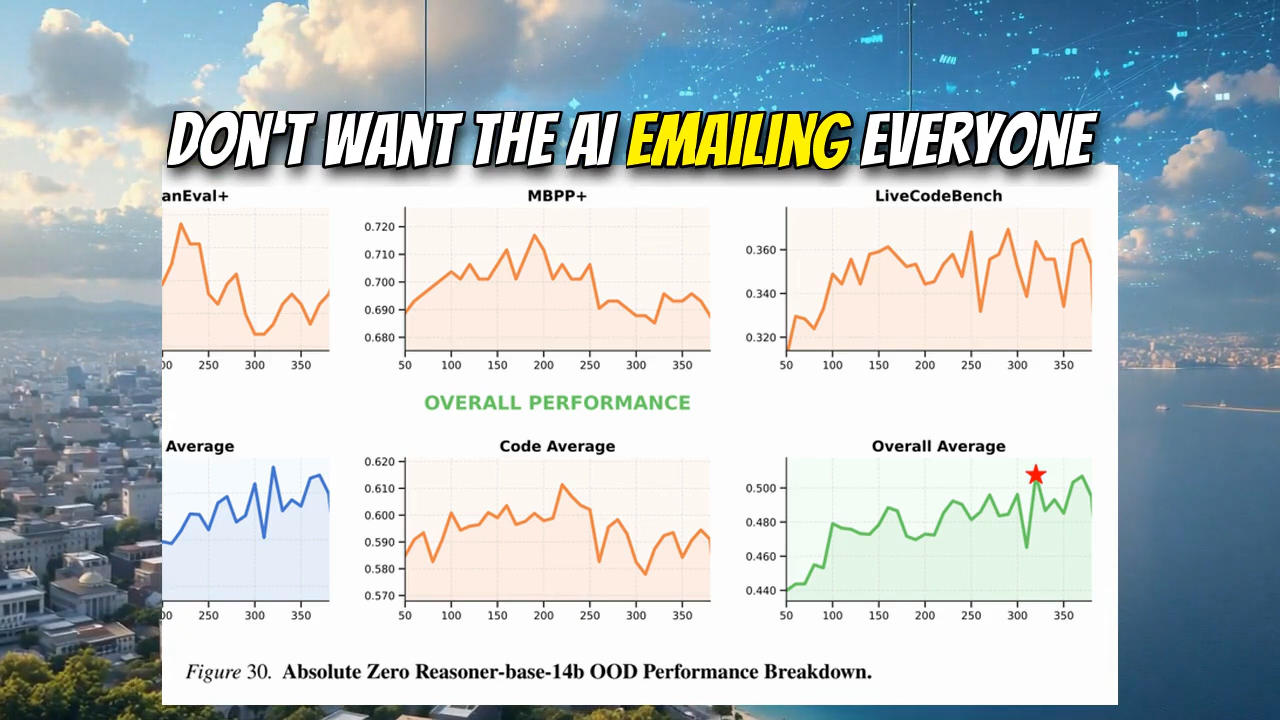 DON'T WANT THE AI EMAILING EVERYONE
anEval+ MBPP+ LiveCodeBench
0.720
0.710
0.700
0.690
0.680
0.360
0.340
0.320
00 250 300 350
50 100 150 200 250 300 350
50 100 150 200 250 300 350
OVERALL PERFORMANCE
Average Code Average Overall Average
0.620
0.610
0.600
0.590
0.580
0.570
0.500
0.480
0.460
0.440
00 250 300 350
50 100 150 200 250 300 350
50 100 150 200 250 300 350
Figure 30. Absolute Zero Reasoner-base-14b OOD Performance Breakdown.